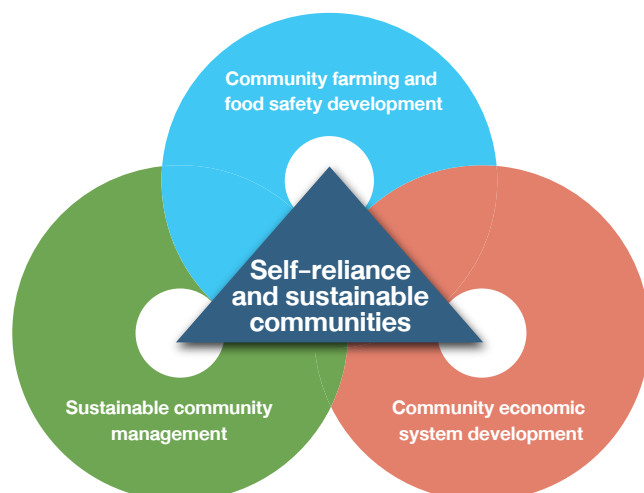 Community farming and
food safety development
Self-reliance
and sustainable
communities
Sustainable community
management
Community economic
system development